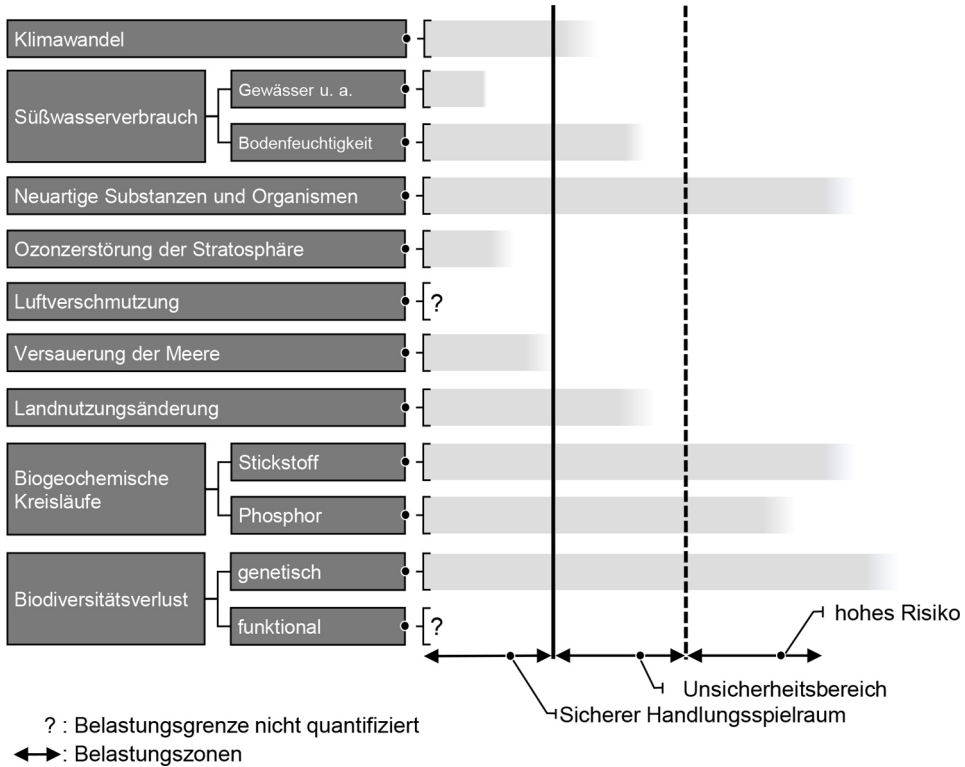 Klimawandel
Süßwasserverbrauch
Gewässer u. a.
Bodenfeuchtigkeit
Neuartige Substanzen und Organismen
Ozonzerstörung der Stratosphäre
Luftverschmutzung
?
Versauerung der Meere
Landnutzungsänderung
Biogeochemische
Kreisläufe
Stickstoff
Phosphor
Biodiversitätsverlust
genetisch
funktional
?
hohes Risiko
Unsicherheitsbereich
Sicherer Handlungsspielraum
? : Belastungsgrenze nicht quantifiziert
: Belastungszonen